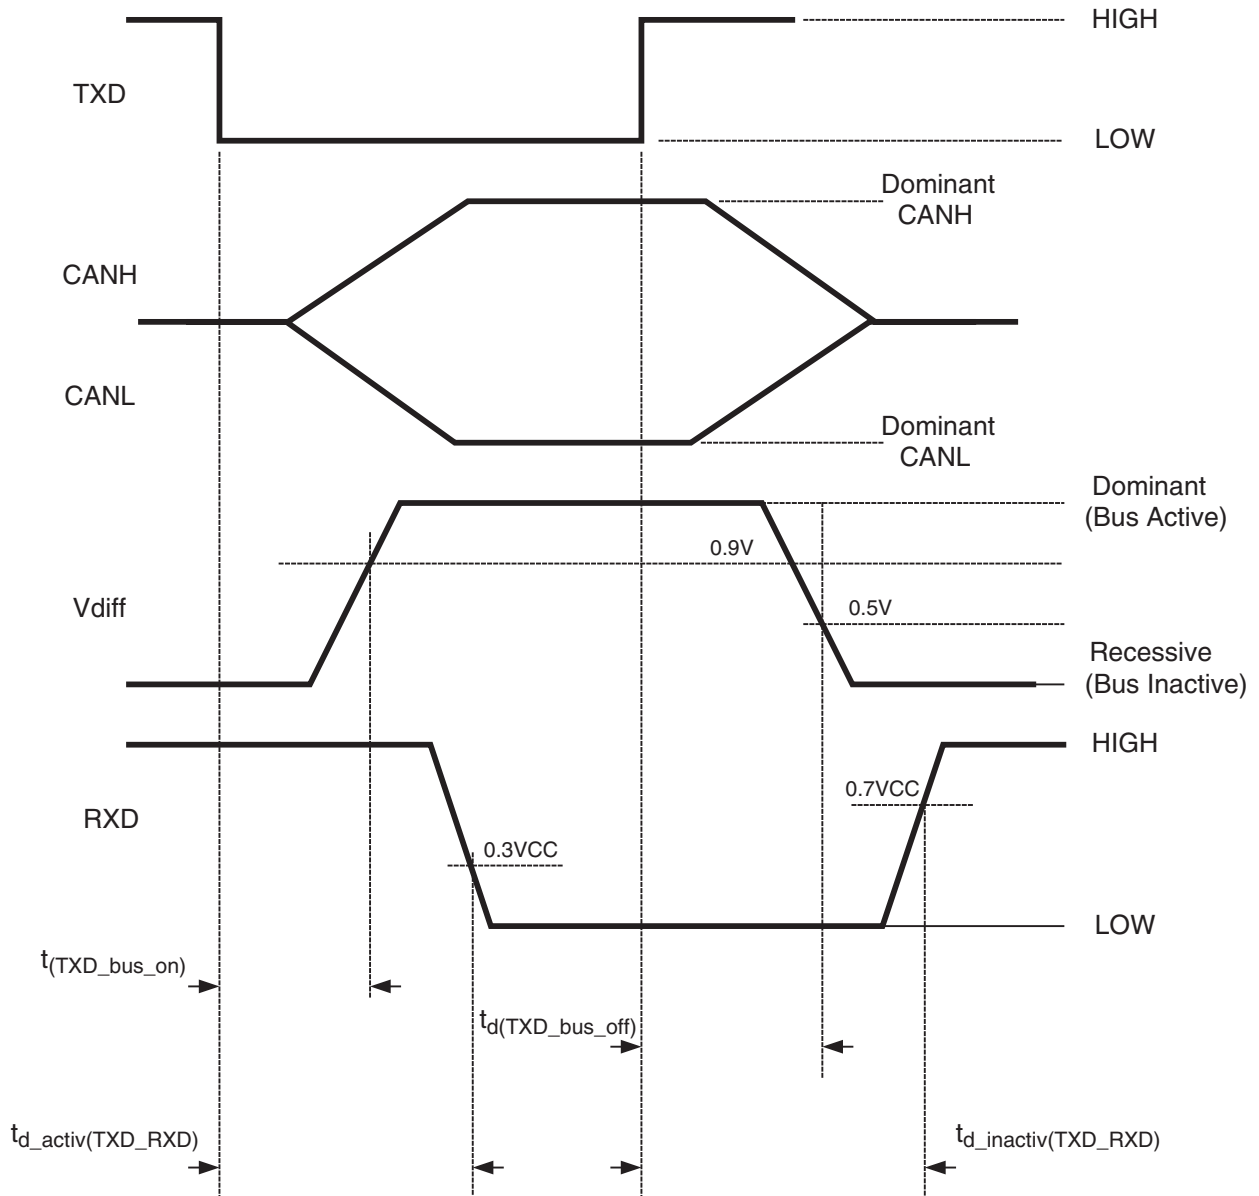 HIGH
TXD
LOW
Dominant
CANH
CANH
CANL
Dominant
CANL
Dominant
(Bus Active)
0.9V
0.5V
Vdiff
Recessive
(Bus Inactive)
HIGH
0.7VCC
RXD
0.3VCC
LOW
t(TXD_bus_on)
td(TXD_bus_off)
td_activ(TXD_RXD)
td_inactiv(TXD_RXD)